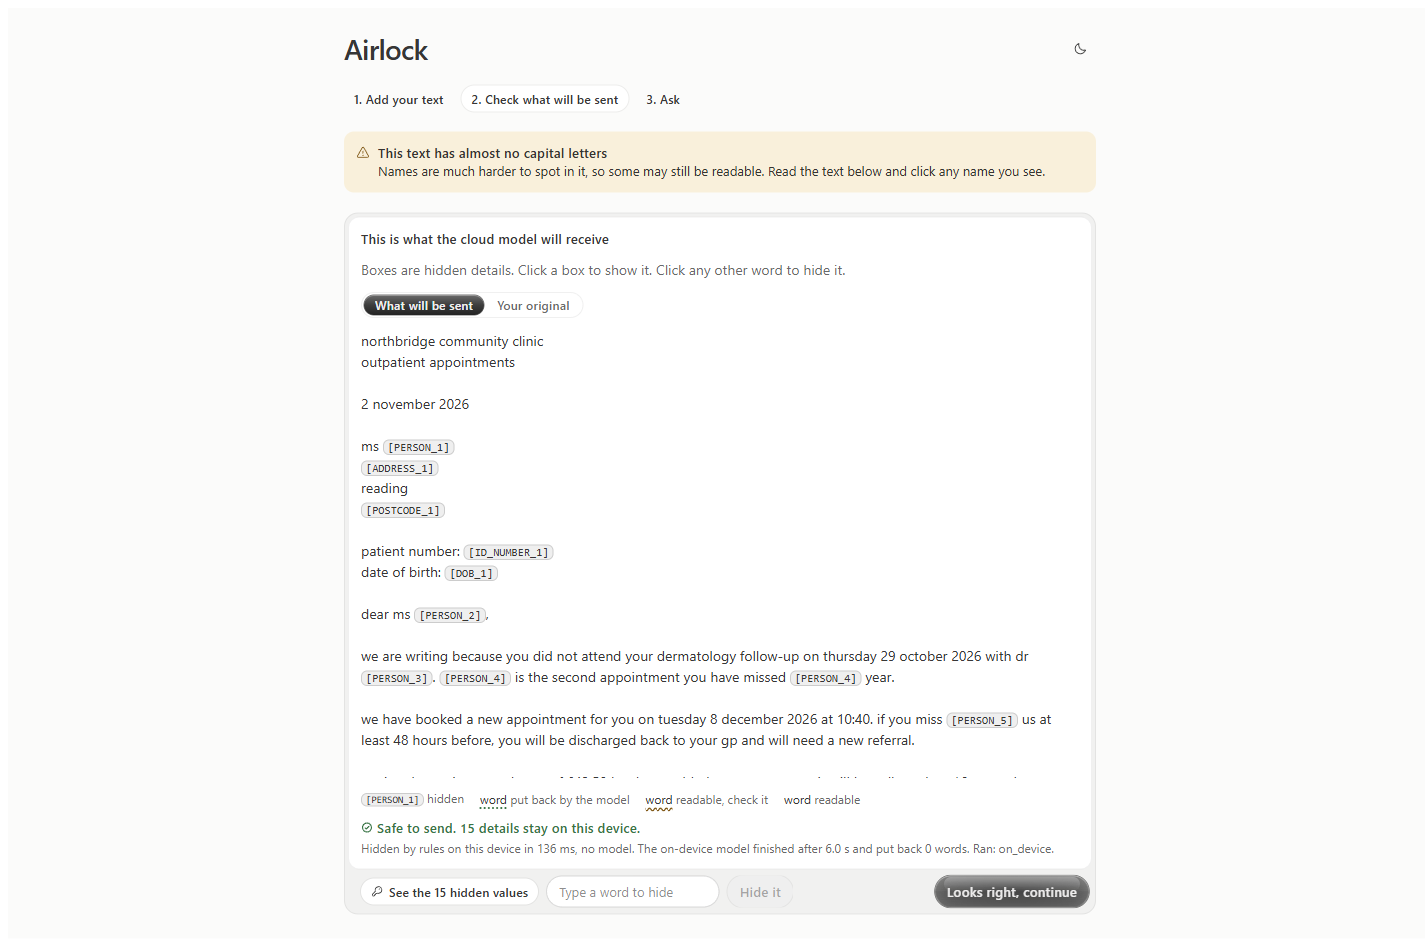 Airlock
1. Add your text
2. Check what will be sent
3. Ask
This text has almost no capital letters
Names are much harder to spot in it, so some may still be readable. Read the text below and click any name you see.
This is what the cloud model will receive
Boxes are hidden details. Click a box to show it. Click any other word to hide it.
What will be sent
Your original
northbridge community clinic
outpatient appointments
2 november 2026
ms [PERSON_1]
[ADDRESS_1]
reading
[POSTCODE_1]
patient number: [ID_NUMBER_1]
date of birth: [DOB_1]
dear ms [PERSON_2],
we are writing because you did not attend your dermatology follow-up on thursday 29 october 2026 with dr
[PERSON_3]. [PERSON_4] is the second appointment you have missed [PERSON_4] year.
we have booked a new appointment for you on tuesday 8 december 2026 at 10:40. if you miss [PERSON_5] us at
least 48 hours before, you will be discharged back to your gp and will need a new referral.
[PERSON_1] hidden word put back by the model word readable, check it word readable
Safe to send. 15 details stay on this device.
Hidden by rules on this device in 136 ms, no model. The on-device model finished after 6.0 s and put back 0 words. Ran: on_device.
See the 15 hidden values
Type a word to hide
Hide it
Looks right, continue